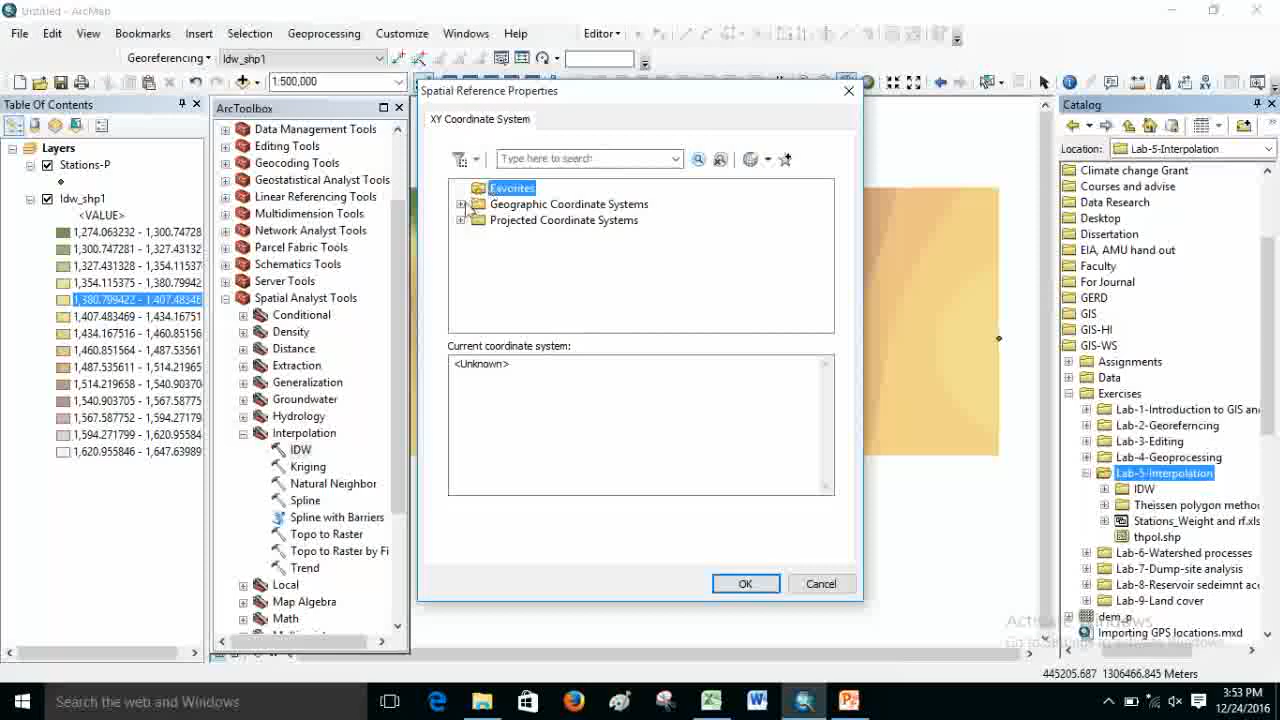 Untitled - ArcMap
File Edit View Bookmarks Insert Selection Geoprocessing Customize Windows Help
Editor
Georeferencing
Idw_shp1
1:500,000
Table Of Contents
Layers
Stations-P
Idw_shp1
<VALUE>
1,274.063232 - 1,300.74728
1,300.747281 - 1,327.43132
1,327.431328 - 1,354.115375
1,354.115375 - 1,380.79942
1,380.799422 - 1,407.48346
1,407.483469 - 1,434.16751
1,434.167516 - 1,460.85156
1,460.851564 - 1,487.53561
1,487.535611 - 1,514.21965
1,514.219658 - 1,540.90370
1,540.903706 - 1,567.58775
1,567.587752 - 1,594.27179
1,594.271799 - 1,620.95584
1,620.955846 - 1,647.63989
ArcToolbox
Data Management Tools
Editing Tools
Geocoding Tools
Geostatistical Analyst Tools
Linear Referencing Tools
Multidimension Tools
Network Analyst Tools
Parcel Fabric Tools
Schematics Tools
Server Tools
Spatial Analyst Tools
Conditional
Density
Distance
Extraction
Generalization
Groundwater
Hydrology
Interpolation
IDW
Kriging
Natural Neighbor
Spline
Spline with Barriers
Topo to Raster
Topo to Raster by Fi
Trend
Local
Map Algebra
Math
Spatial Reference Properties
XY Coordinate System
Type here to search
Favorites
Geographic Coordinate Systems
Projected Coordinate Systems
Current coordinate system:
<Unknown>
OK Cancel
Catalog
Location: Lab-5-Interpolation
Climate change Grant
Courses and advise
Data Research
Desktop
Dissertation
EIA, AMU hand out
Faculty
For Journal
GERD
GIS
GIS-HI
GIS-WS
Assignments
Data
Exercises
Lab-1-Introduction to GIS an
Lab-2-Georeferncing
Lab-3-Editing
Lab-4-Geoprocessing
Lab-5-Interpolation
IDW
Theissen polygon metho
Stations_Weight and rf.xls
thpol.shp
Lab-6-Watershed processes
Lab-7-Dump-site analysis
Lab-8-Reservoir sedeimnt acc
Lab-9-Land cover
dem_p
Importing GPS locations.mxd
Activate Windows
Go to Settings to activate Windows.
445205.687 1306466.845 Meters
Search the web and Windows
3:53 PM
12/24/2016